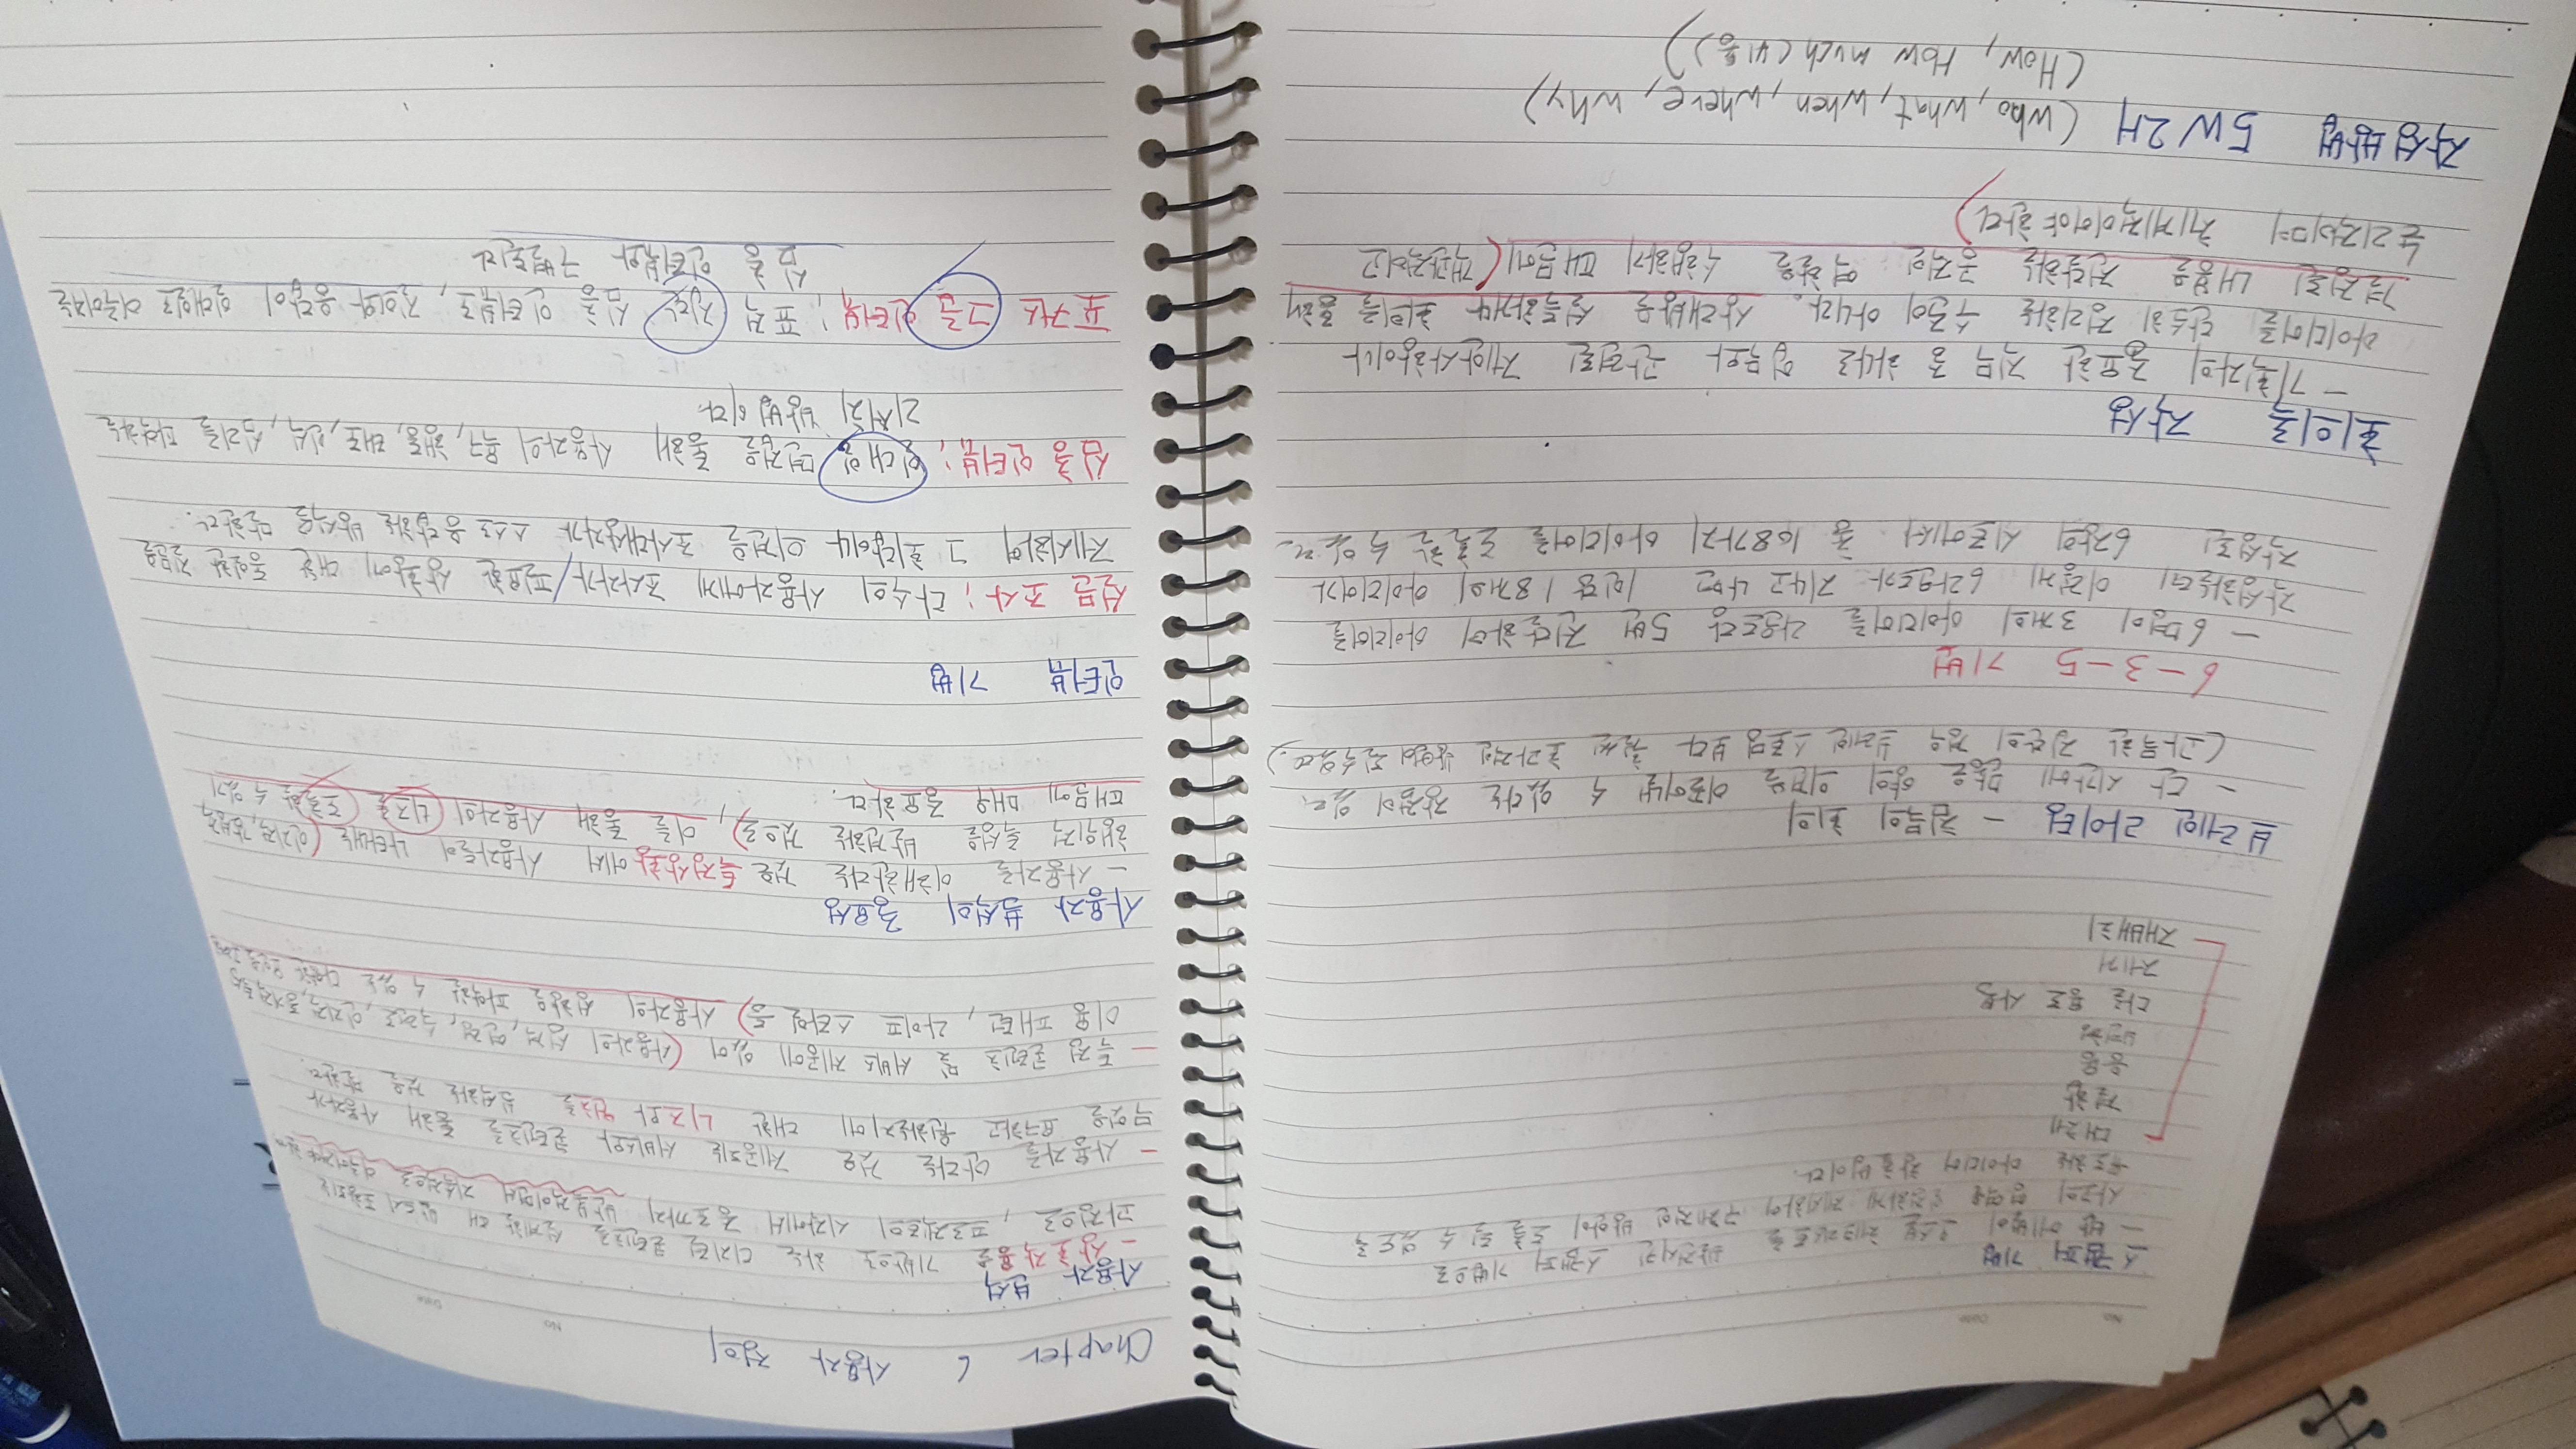 No. Date
스캠퍼 기법
- 밥 에벌이 오스본 체크리스트를 발전시킨 스캠퍼 기법으로
사고의 영역을 제시하여 구체적인 방안이 도출 될 수 있도록
유도하는 아이디어 창출법이다.
대체
결합
응용
변형
다른 용도 사용
제거
재배치
브레인 라이팅 - 침묵의 회의
- 단 시간에 많은 양의 의견을 이끌어낼 수 있다는 장점이 있다.
(과묵한 집단의 경우 브레인 스토밍 보다 훨씬 효과적인 방법이 될수있다.)
6-3-5 기법
- 6명이 3개의 아이디어를 라운드당 5번 전달하며 아이디어를
작성하는데 이렇게 6라운드가 지나고 나면 1인당 18개의 아이디어가
작성된 6장의 시트에서 총 108가지 아이디어를 도출할 수 있다.
회의록 작성
- 기획자의 중요한 직무 중 하나로 업무와 관련된 제안사항이나
아이디어를 단순히 정리하는 수준이 아니라. 상대방을 설득하거나 회의를 통해
결정된 내용을 전달하는 공적인 역할을 수행하기 때문에 (객관적이고
논리적이며 체계적이어야 한다)
작성방법 5W 2H (who, what, when, where, why)
(How, How much (비용))
Chapter 6 사용자 정의
No. Date
사용자 분석
- 상호작용을 기반으로 하는 디지털 콘텐츠를 설계할 때 반드시 포함되는
과정으로, 프로젝트의 시작에서 종료까지 반복적이면서 지속적으로 이루어져야 한다
- 사용자를 안다는 것은 제공되는 서비스와 콘텐츠를 통해 사용자가
무엇을 요구하고 원하는지에 대한 니즈와 원츠를 분석하는 것을 말한다.
- 특정 콘텐츠 및 서비스 제공에 있어 (사용자의 성격, 연령, 숙련도, 인지적, 동기적 특성
이용 패턴, 라이프 스타일 등) 사용자의 성향을 파악할 수 있는 다양한 요인을
사용자 분석의 중요성
- 사용자를 이해한다는 것은 특정상황에서 사용자들이 나타내는 (인지적, 감성적
행위적 특성을 발견하는 것으로), 이를 통해 사용자의 니즈를 도출할 수 있기
때문에 매우 중요하다.
인터뷰 기법
설문 조사; 다수의 사용자에게 조사자가/필요한 상황에 대한 동일한 질문을
제시하여 그 회답이나 의견을 조사대상자가 스스로 응답하는 방식을 말한다.
심층 인터뷰; 일대일 면접을 통해 사용자의 욕구, 행동, 태도, 인식, 심리를 파악하는
리서치 방법이다.
포커스 그룹 인터뷰; 표적 집단 심층 인터뷰로, 질의와 응답이 일대일로 이루어지는
심층 인터뷰와 구별된다